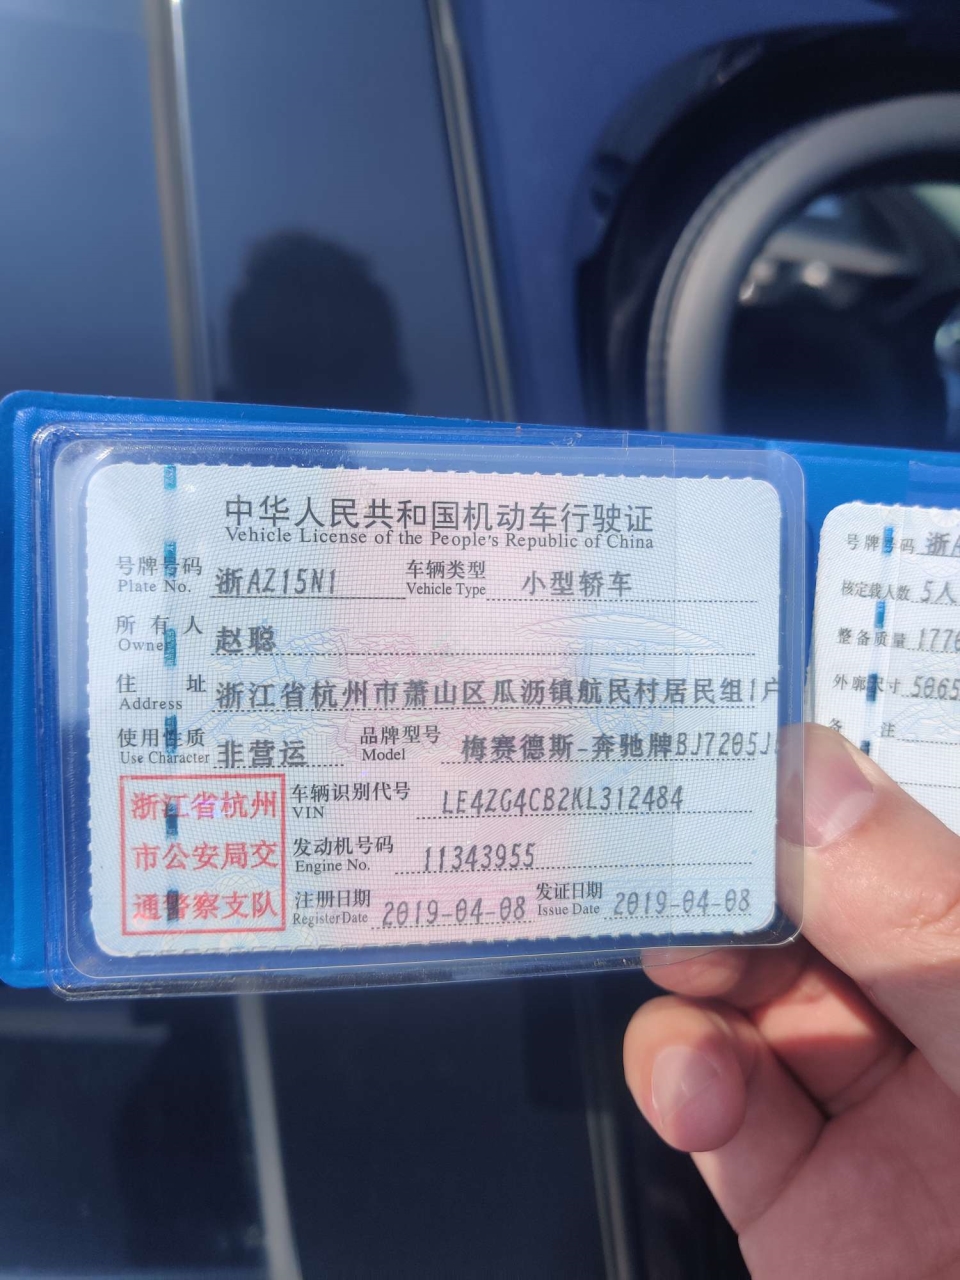 中华人民共和国机动车行驶证
Vehicle License of the People's Republic of China
号牌号码 浙AZ15N1 车辆类型 小型轿车
Plate No. Vehicle Type
所有人 赵聪
Owner
住址 浙江省杭州市萧山区瓜沥镇航民村居民组1户
Address
使用性质 非营运 品牌型号 梅赛德斯-奔驰牌BJ7205J
Use Character Model
浙江省杭州
市公安局交
通警察支队
车辆识别代号 LE4ZG4CB2KL312484
VIN
发动机号码 11343955
Engine No.
注册日期 2019-04-08 发证日期 2019-04-08
Register Date Issue Date
号牌号码 浙A
核定载人数 5人
整备质量 1776
外廓尺寸 5065
备注